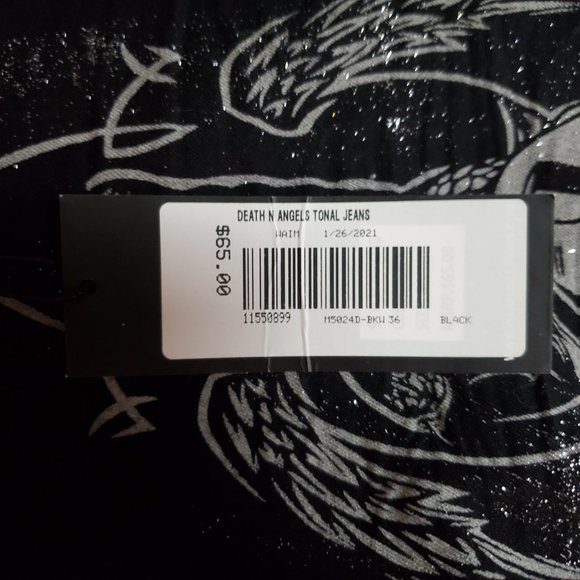 DEATH N ANGELS TONAL JEANS
WAIM 1/26/2021
$65.00
11550899 M5024D-BKW 36 BLACK